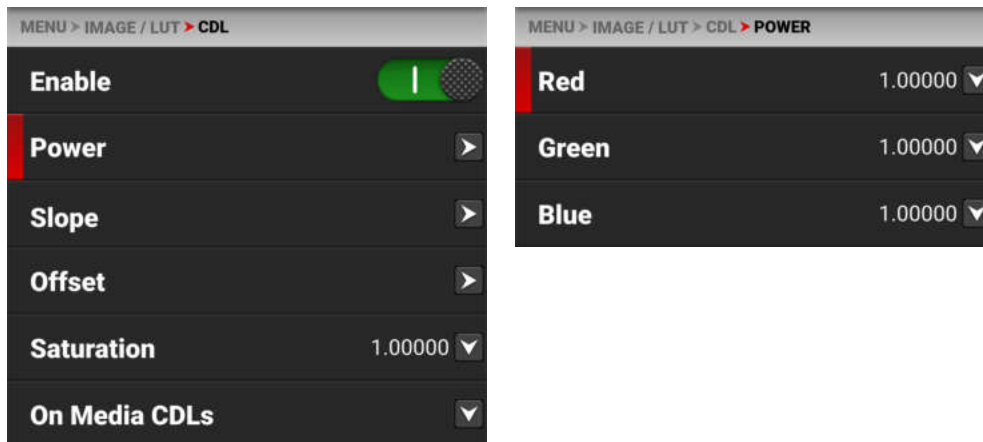 MENU > IMAGE / LUT > CDL
Enable
Power
Slope
Offset
Saturation 1.00000
On Media CDLs
MENU > IMAGE / LUT > CDL > POWER
Red 1.00000
Green 1.00000
Blue 1.00000